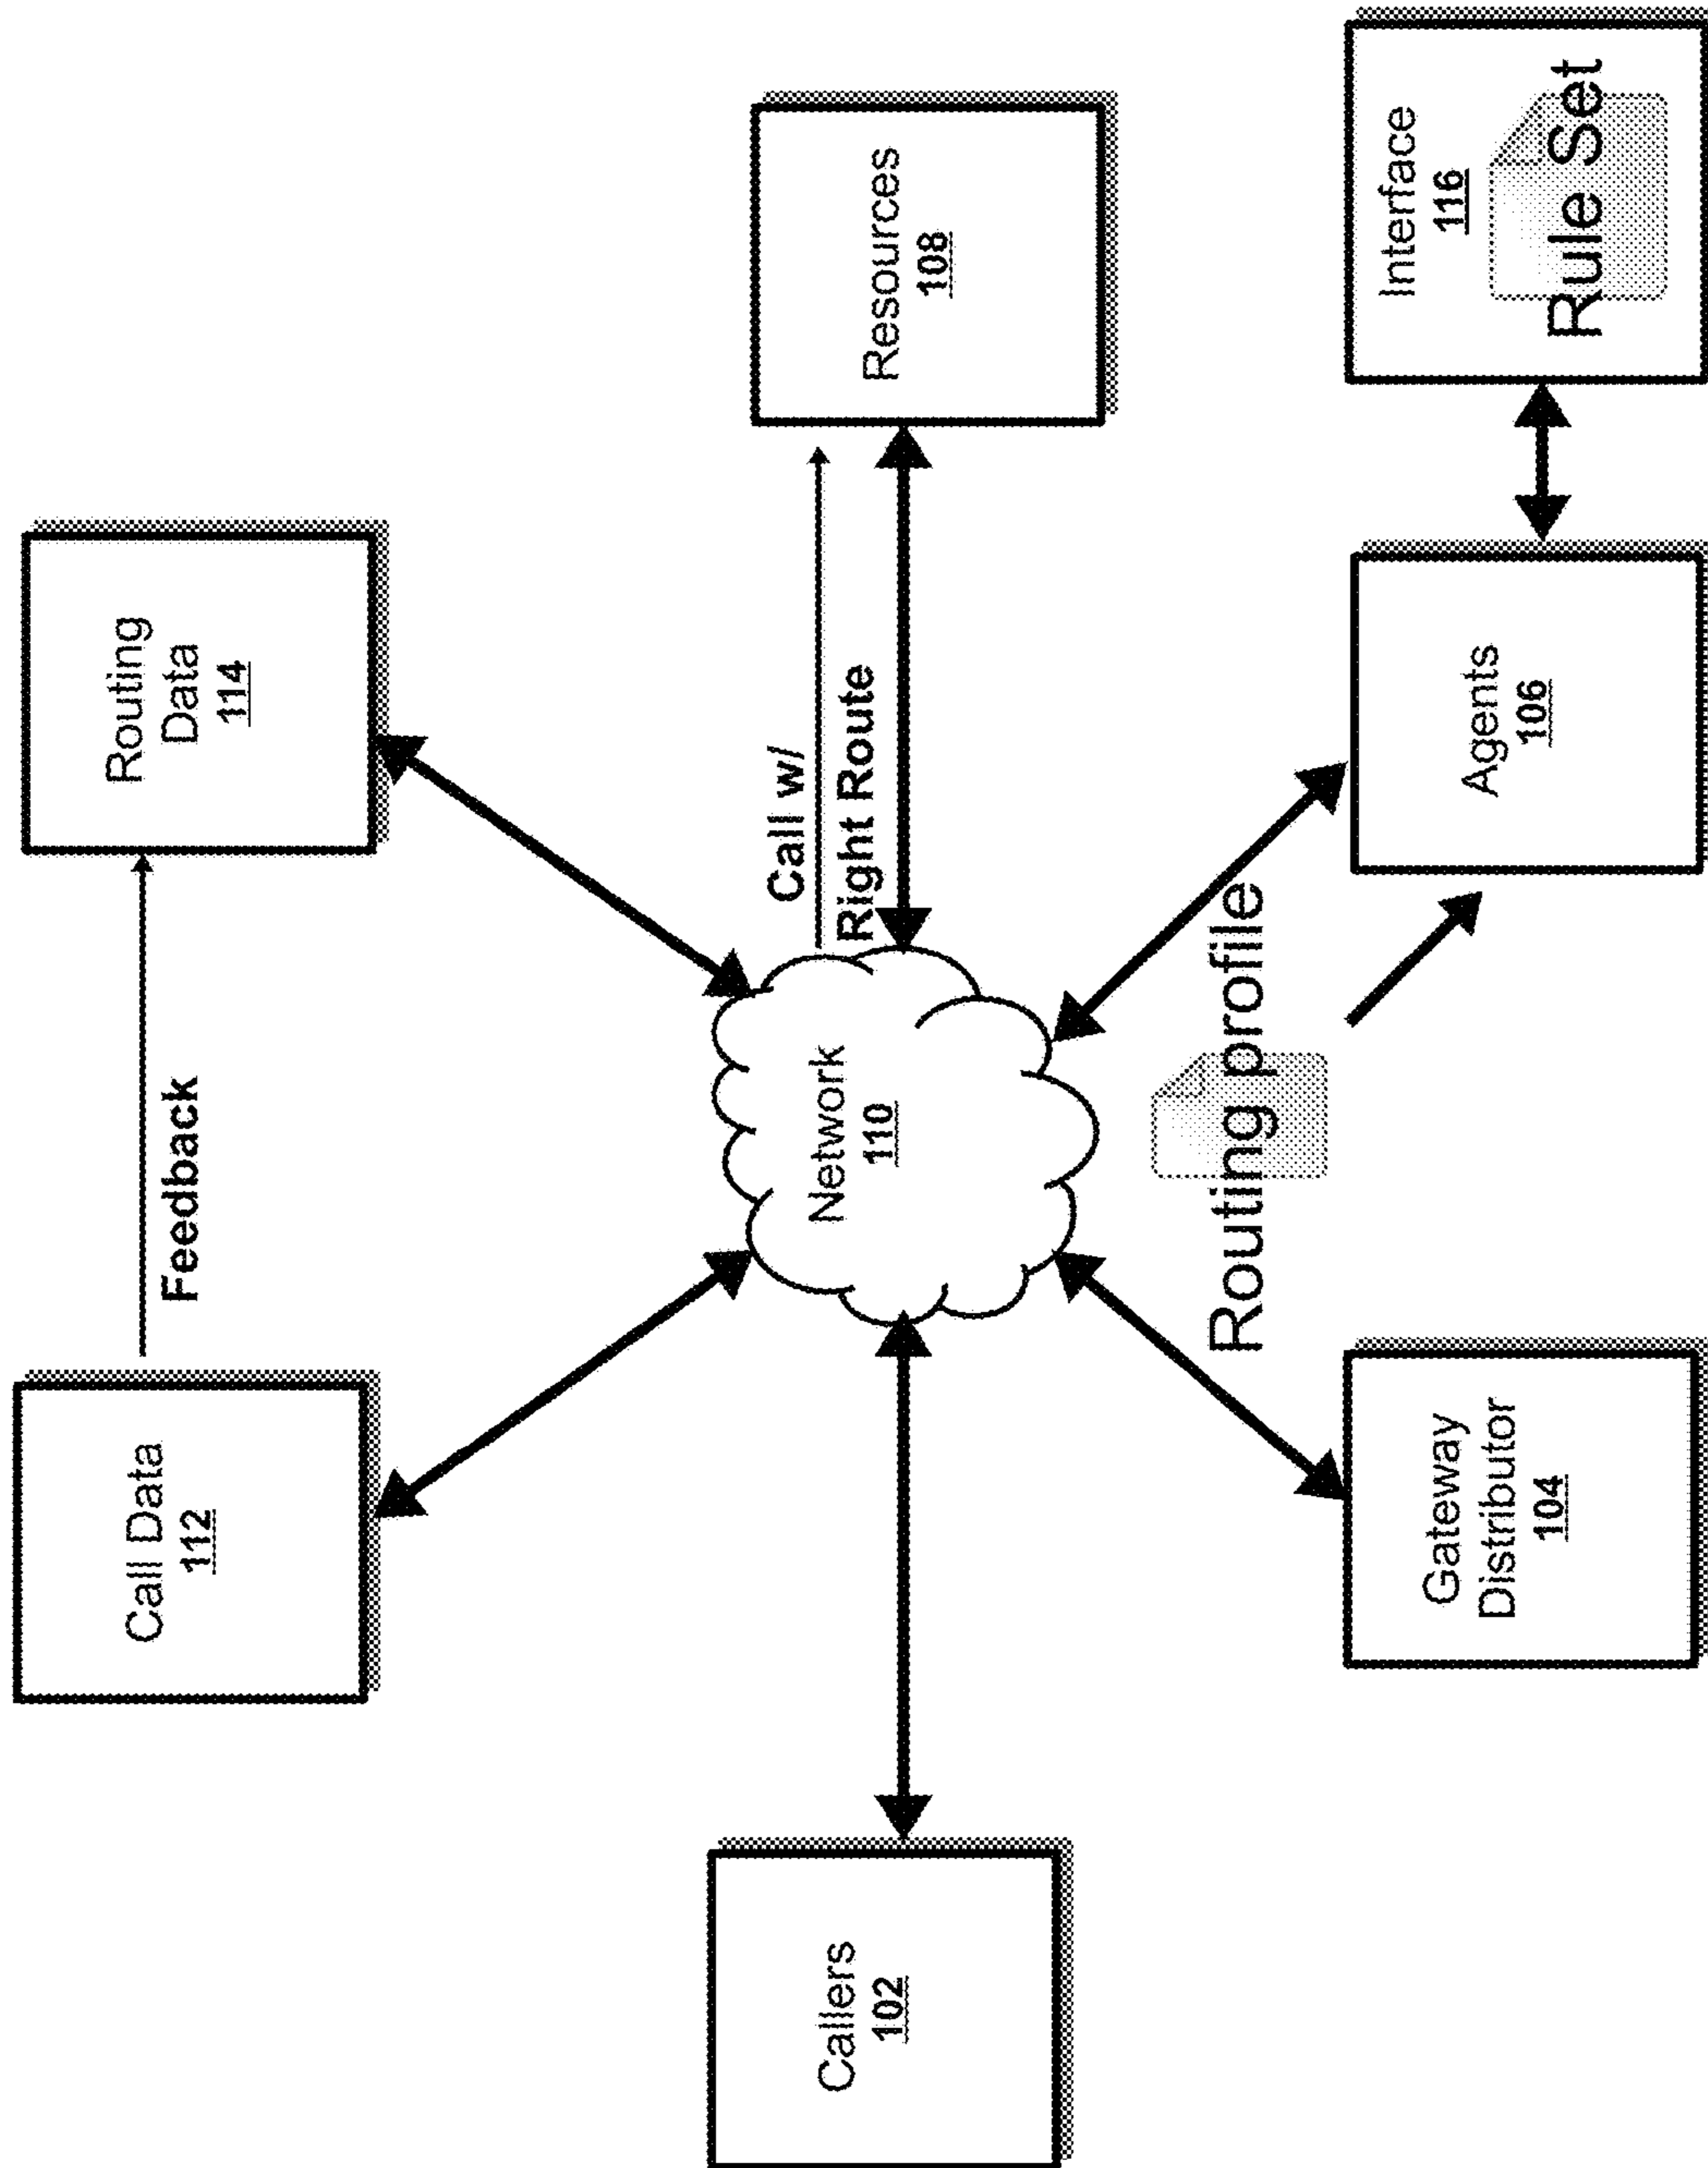 Call Data
112
Feedback
Routing
Data
114
Callers
102
Network
110
Call w/
Right Route
Resources
108
Routing profile
Gateway
Distributor
104
Agents
106
Interface
116
Rule Set